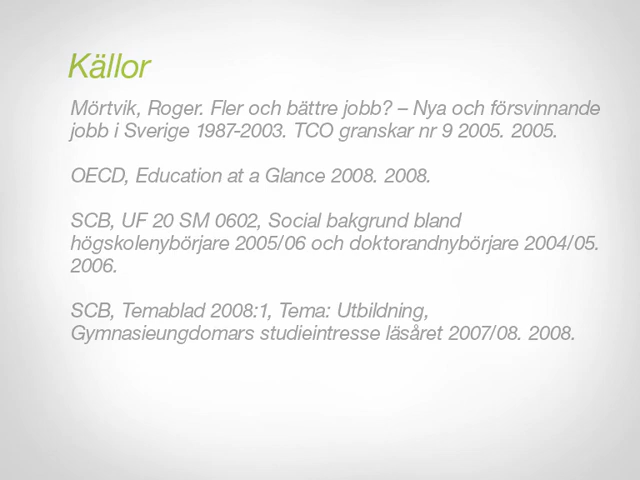 Källor
Mörtvik, Roger. Fler och bättre jobb? – Nya och försvinnande
jobb i Sverige 1987-2003. TCO granskar nr 9 2005. 2005.
OECD, Education at a Glance 2008. 2008.
SCB, UF 20 SM 0602, Social bakgrund bland
högskolenybörjare 2005/06 och doktorandnybörjare 2004/05.
2006.
SCB, Temablad 2008:1, Tema: Utbildning,
Gymnasieungdomars studieintresse läsåret 2007/08. 2008.